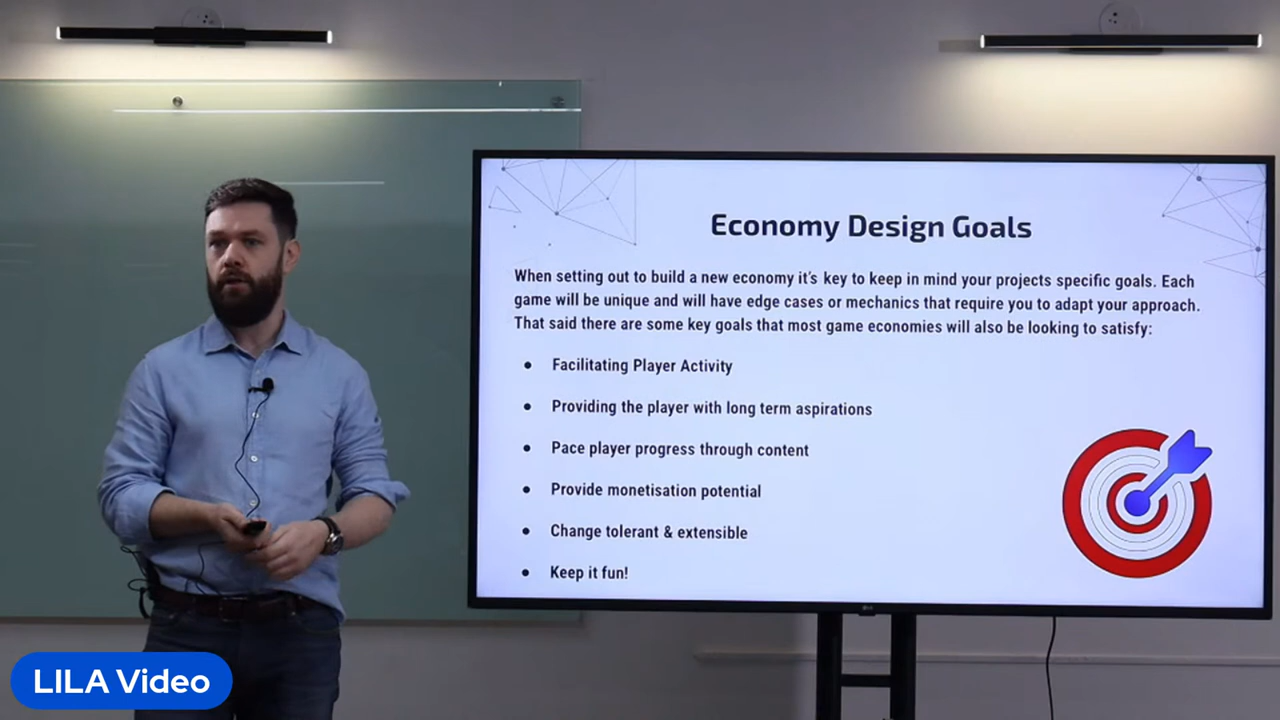 Economy Design Goals
When setting out to build a new economy it's key to keep in mind your projects specific goals. Each
game will be unique and will have edge cases or mechanics that require you to adapt your approach.
That said there are some key goals that most game economies will also be looking to satisfy:
● Facilitating Player Activity
● Providing the player with long term aspirations
● Pace player progress through content
● Provide monetisation potential
● Change tolerant & extensible
● Keep it fun!
LG
LILA Video